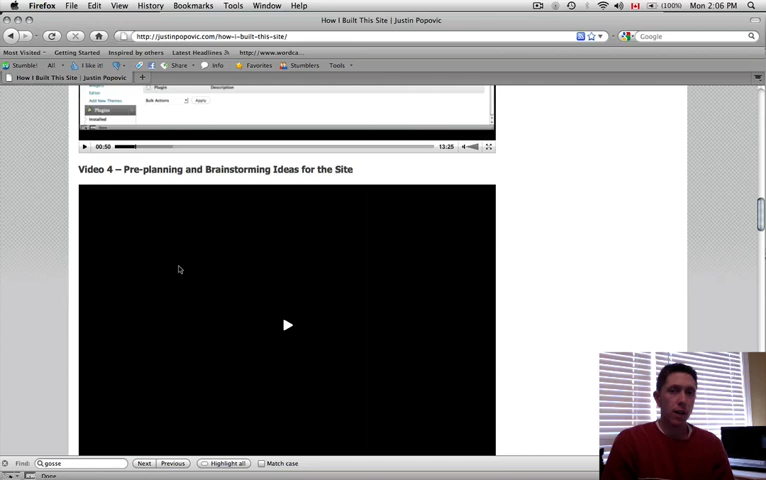 Firefox File Edit View History Bookmarks Tools Window Help (100%) Mon 2:06 PM
How I Built This Site | Justin Popovic
http://justinpopovic.com/how-i-built-this-site/ Google
Most Visited Getting Started Inspired by others Latest Headlines http://www.wordca...
Stumble! All I like it! Share Info Favorites Stumblers Tools
How I Built This Site | Justin Popovic
Editor
Plugin Description
Add New Themes
Bulk Actions Apply
Plugins
Installed
00:50 13:25
Video 4 – Pre-planning and Brainstorming Ideas for the Site
Find: gosse Next Previous Highlight all Match case
Done